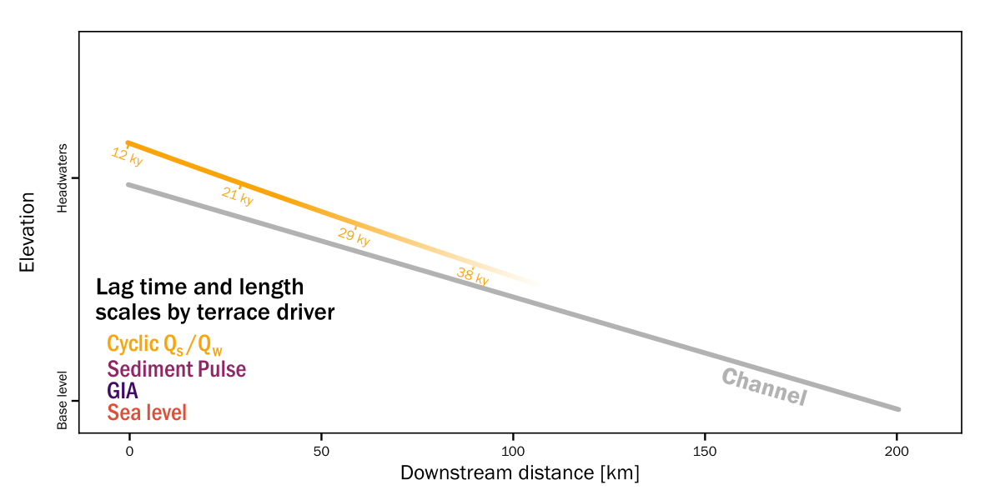 Elevation
Headwaters
Base level
12 ky
21 ky
29 ky
38 ky
Lag time and length
scales by terrace driver
Cyclic Qs/Qw
Sediment Pulse
GIA
Sea level
Channel
0 50 100 150 200
Downstream distance [km]